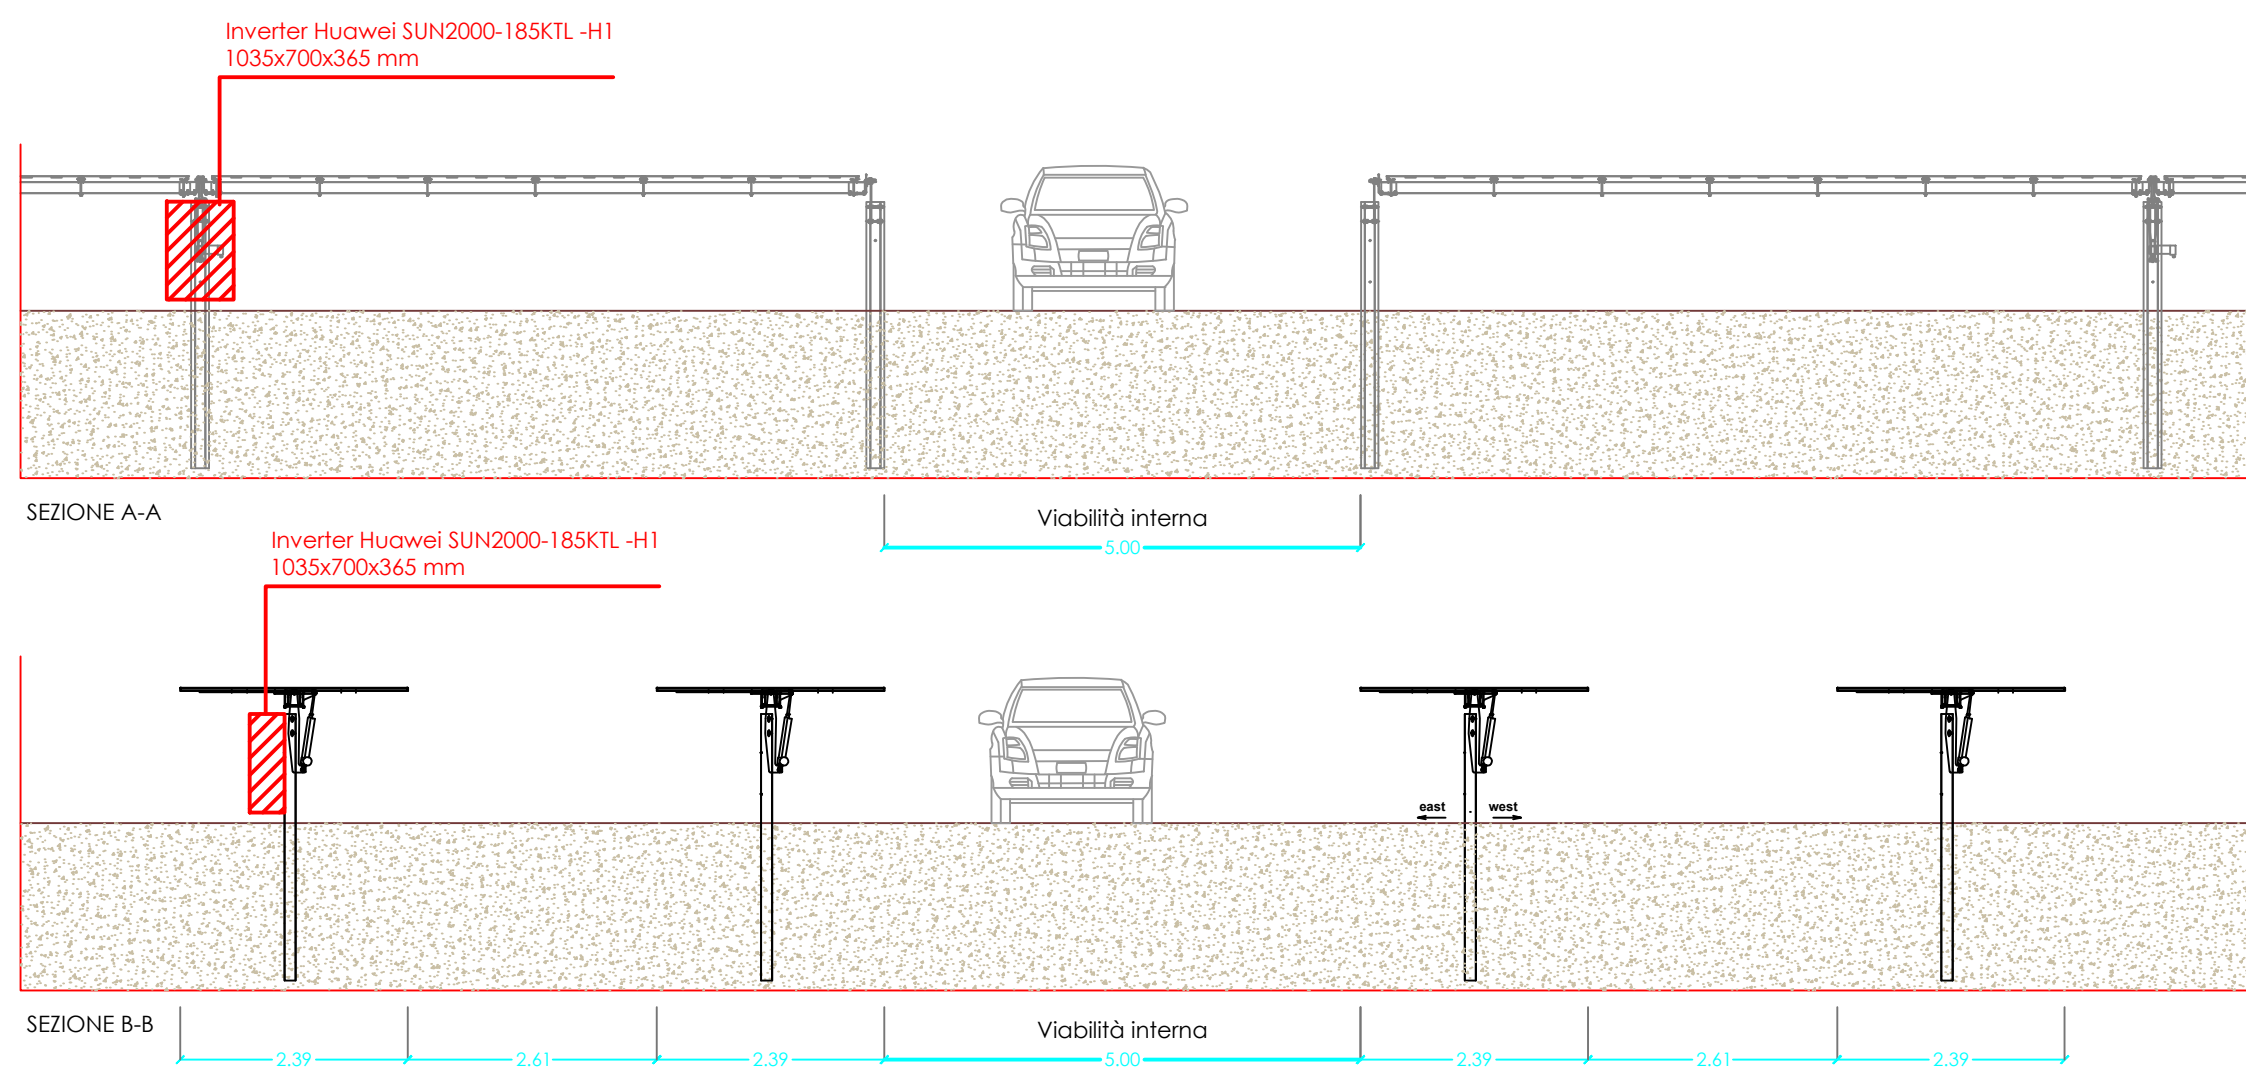 Inverter Huawei SUN2000-185KTL -H1
1035x700x365 mm
SEZIONE A-A
Viabilità interna
5.00
Inverter Huawei SUN2000-185KTL -H1
1035x700x365 mm
east west
SEZIONE B-B
Viabilità interna
2.39 2.61 2.39 5.00 2.39 2.61 2.39